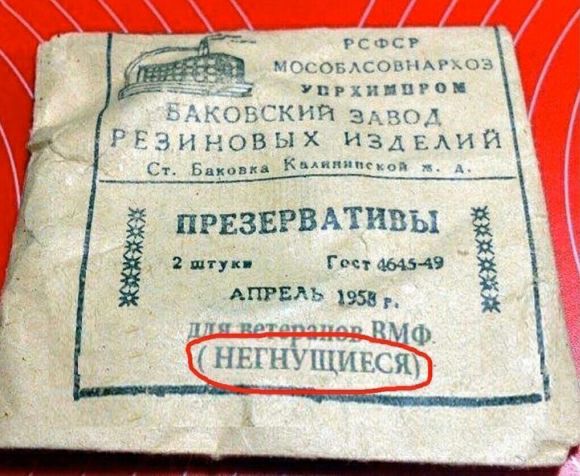 РСФСР
МОСОБЛСОВНАРХОЗ
УПРХИМПРОМ
БАКОВСКИЙ ЗАВОД
РЕЗИНОВЫХ ИЗДЕЛИЙ
Ст. Баковка Калининской ж. д.
ПРЕЗЕРВАТИВЫ
2 штуки Гост 4645-49
АПРЕЛЬ 1958 г.
для ветеранов ВМФ
(НЕГНУЩИЕСЯ)